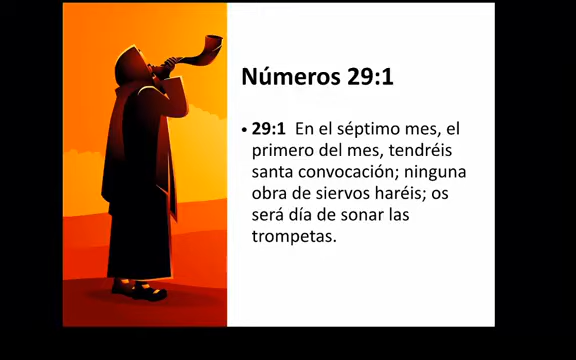 Números 29:1
• 29:1 En el séptimo mes, el
primero del mes, tendréis
santa convocación; ninguna
obra de siervos haréis; os
será día de sonar las
trompetas.